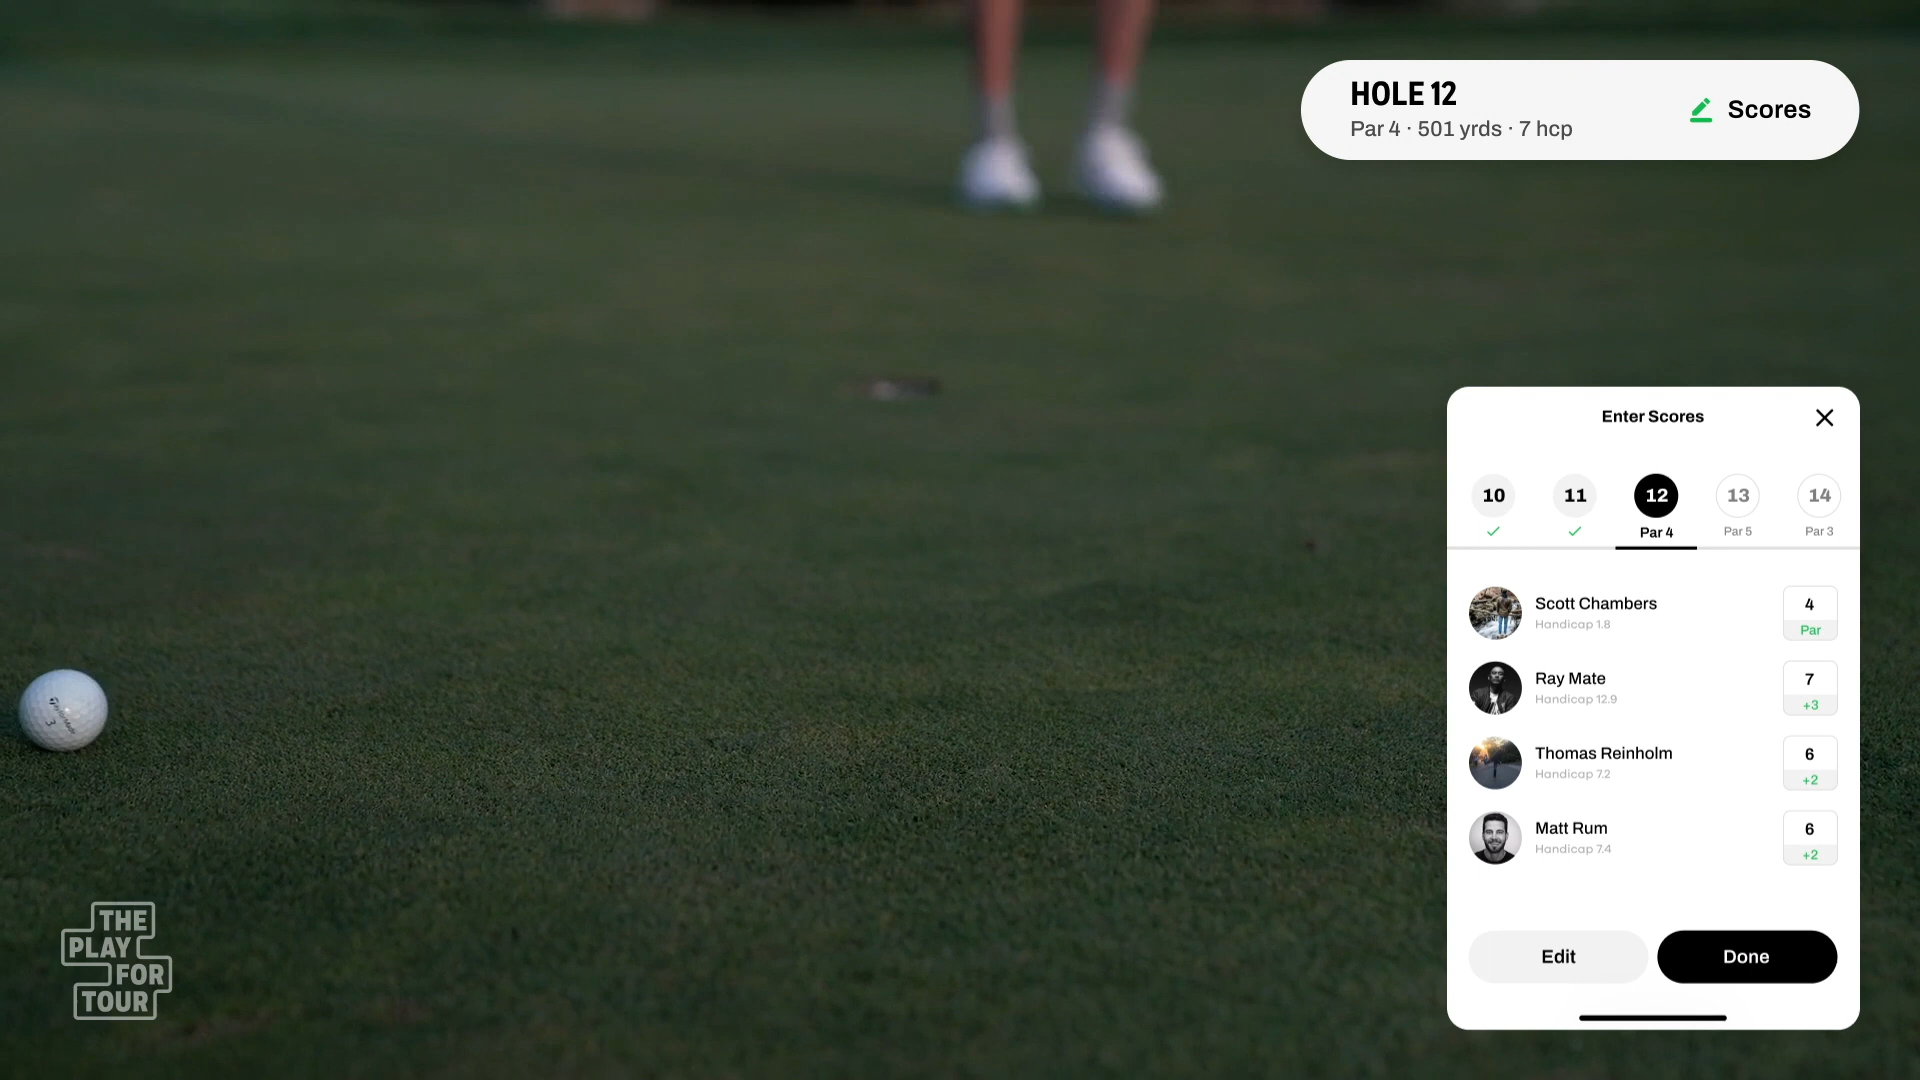 HOLE 12
Par 4 · 501 yrds · 7 hcp
Scores
Enter Scores
10
11
12
Par 4
13
Par 5
14
Par 3
Scott Chambers
Handicap 1.8
4
Par
Ray Mate
Handicap 12.9
7
+3
Thomas Reinholm
Handicap 7.2
6
+2
Matt Rum
Handicap 7.4
6
+2
Edit
Done
3
THE
PLAY
FOR
TOUR